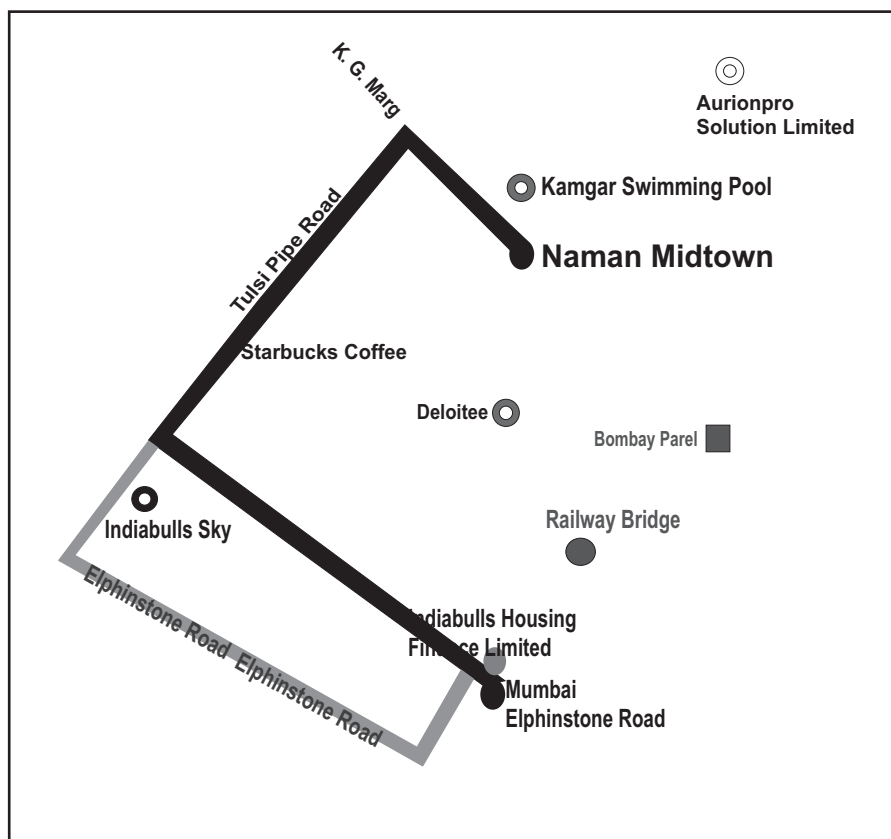 K. G. Marg
Aurionpro
Solution Limited
Kamgar Swimming Pool
Tulsi Pipe Road
Naman Midtown
Starbucks Coffee
Deloitee
Bombay Parel
Indiabulls Sky
Railway Bridge
Elphinstone Road
Elphinstone Road
Indiabulls Housing
Finance Limited
Mumbai
Elphinstone Road